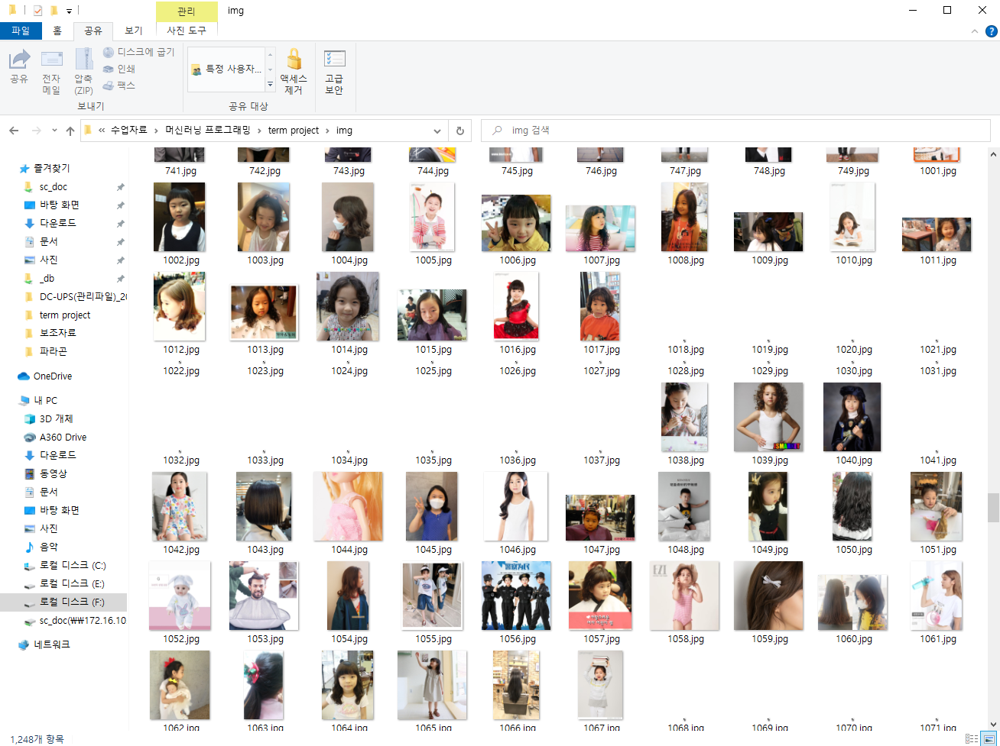 관리
img
파일
홈
공유
보기
사진 도구
공유
전자
메일
압축
(ZIP)
디스크에 굽기
인쇄
팩스
보내기
특정 사용자...
액세스
제거
공유 대상
고급
보안
« 수업자료 › 머신러닝 프로그래밍 › term project › img
img 검색
즐겨찾기
sc_doc
바탕 화면
다운로드
문서
사진
_db
DC-UPS(관리파일)_20
term project
보조자료
파라곤
OneDrive
내 PC
3D 개체
A360 Drive
다운로드
동영상
문서
바탕 화면
사진
음악
로컬 디스크 (C:)
로컬 디스크 (E:)
로컬 디스크 (F:)
sc_doc(₩₩172.16.10
네트워크
741.jpg 742.jpg 743.jpg 744.jpg 745.jpg 746.jpg 747.jpg 748.jpg 749.jpg 1001.jpg
1002.jpg 1003.jpg 1004.jpg 1005.jpg 1006.jpg 1007.jpg 1008.jpg 1009.jpg 1010.jpg 1011.jpg
1012.jpg 1013.jpg 1014.jpg 1015.jpg 1016.jpg 1017.jpg 1018.jpg 1019.jpg 1020.jpg 1021.jpg
1022.jpg 1023.jpg 1024.jpg 1025.jpg 1026.jpg 1027.jpg 1028.jpg 1029.jpg 1030.jpg 1031.jpg
1032.jpg 1033.jpg 1034.jpg 1035.jpg 1036.jpg 1037.jpg 1038.jpg 1039.jpg 1040.jpg 1041.jpg
1042.jpg 1043.jpg 1044.jpg 1045.jpg 1046.jpg 1047.jpg 1048.jpg 1049.jpg 1050.jpg 1051.jpg
1052.jpg 1053.jpg 1054.jpg 1055.jpg 1056.jpg 1057.jpg 1058.jpg 1059.jpg 1060.jpg 1061.jpg
1062.jpg 1063.jpg 1064.jpg 1065.jpg 1066.jpg 1067.jpg 1068.jpg 1069.jpg 1070.jpg 1071.jpg
1,248개 항목